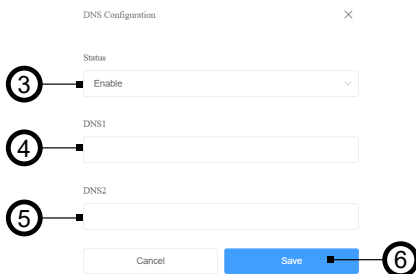 DNS Configuration
Status
3
Enable
DNS1
4
DNS2
5
Cancel
Save
6